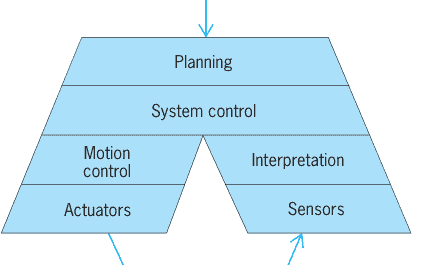 Planning
System control
Motion
control
Interpretation
Actuators
Sensors